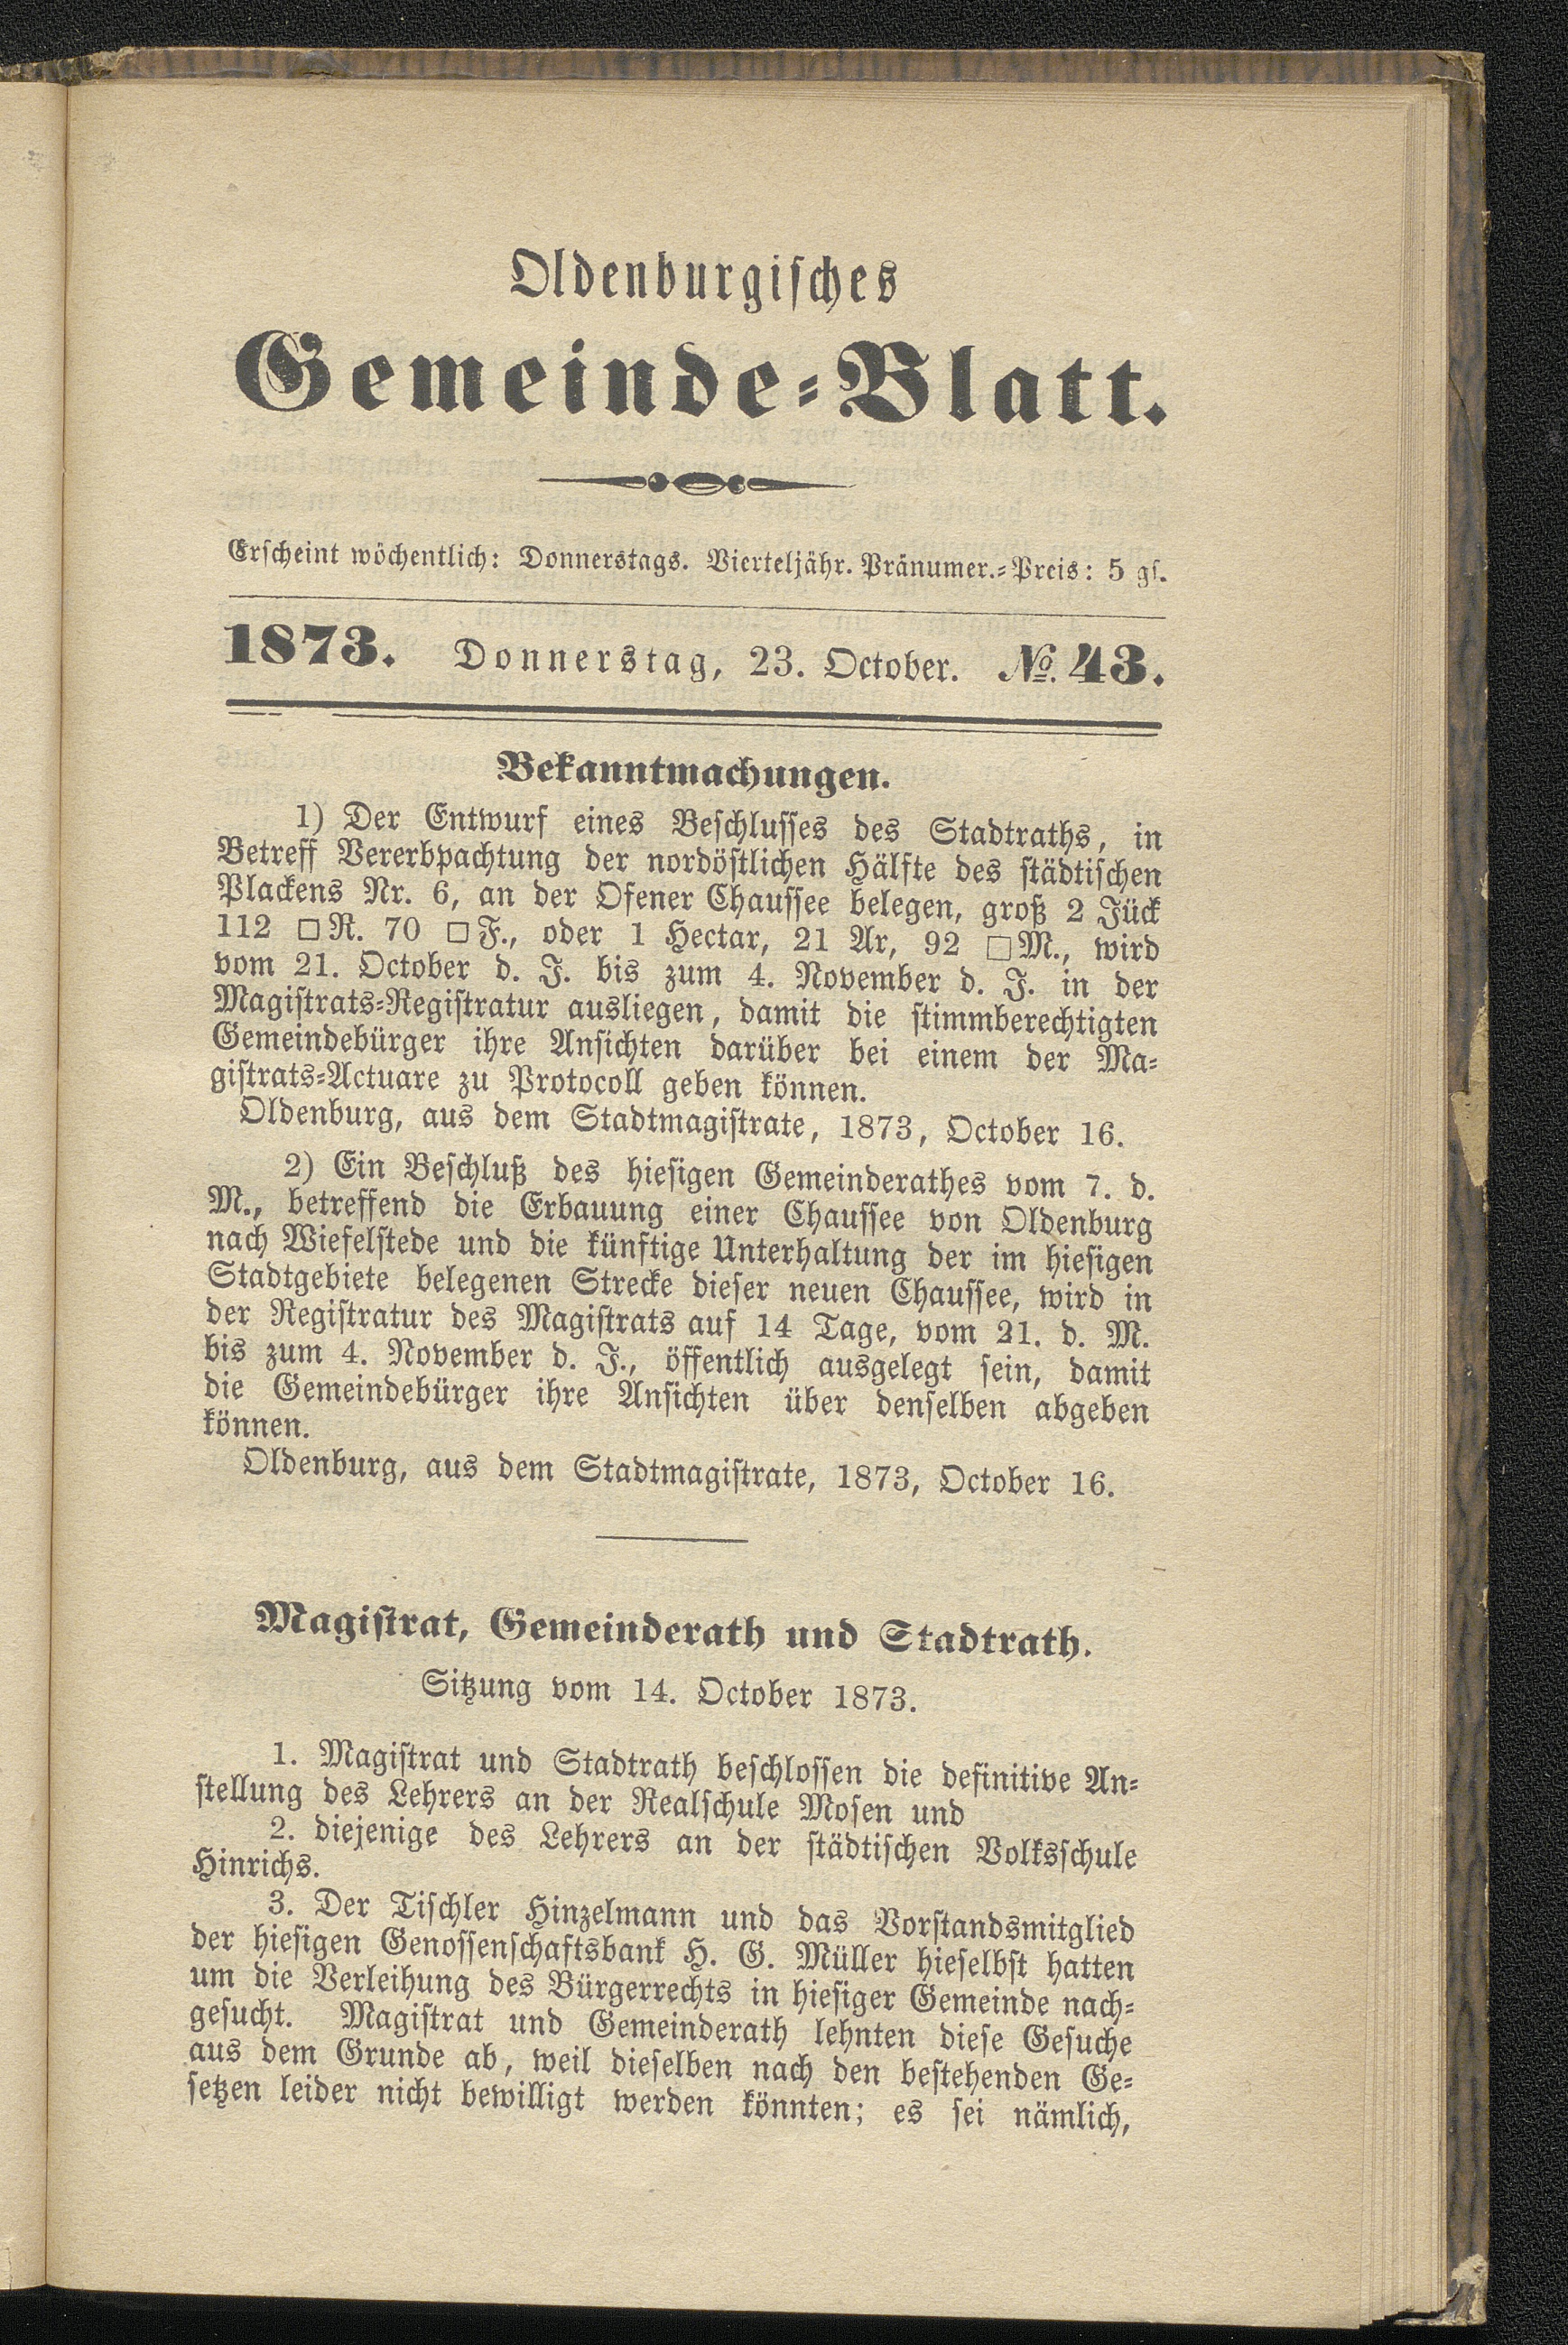 Oldenburgisches
Gemeinde-Blatt.
Erscheint wöchentlich: Donnerstags. Vierteljähr. Pränumer.-Preis: 5 gs.
1873. Donnerstag, 23. October. No. 43.
Bekanntmachungen.
1) Der Entwurf eines Beschlusses des Stadtraths, in
Betreff Vererbpachtung der nordöstlichen Hälfte des städtischen
Plackens Nr. 6, an der Ofener Chaussee belegen, groß 2 Jück
112 □R. 70 □F., oder 1 Hectar, 21 Ar, 92 □M., wird
vom 21. October d. J. bis zum 4. November d. J. in der
Magistrats-Registratur ausliegen, damit die stimmberechtigten
Gemeindebürger ihre Ansichten darüber bei einem der Ma-
gistrats-Actuare zu Protocoll geben können.
Oldenburg, aus dem Stadtmagistrate, 1873, October 16.
2) Ein Beschluß des hiesigen Gemeinderathes vom 7. d.
M., betreffend die Erbauung einer Chaussee von Oldenburg
nach Wiefelstede und die künftige Unterhaltung der im hiesigen
Stadtgebiete belegenen Strecke dieser neuen Chaussee, wird in
der Registratur des Magistrats auf 14 Tage, vom 21. d. M.
bis zum 4. November d. J., öffentlich ausgelegt sein, damit
die Gemeindebürger ihre Ansichten über denselben abgeben
können.
Oldenburg, aus dem Stadtmagistrate, 1873, October 16.
Magistrat, Gemeinderath und Stadtrath.
Sitzung vom 14. October 1873.
1. Magistrat und Stadtrath beschlossen die definitive An-
stellung des Lehrers an der Realschule Mosen und
2. diejenige des Lehrers an der städtischen Volksschule
Hinrichs.
3. Der Tischler Hinzelmann und das Vorstandsmitglied
der hiesigen Genossenschaftsbank H. G. Müller hieselbst hatten
um die Verleihung des Bürgerrechts in hiesiger Gemeinde nach-
gesucht. Magistrat und Gemeinderath lehnten diese Gesuche
aus dem Grunde ab, weil dieselben nach den bestehenden Ge-
setzen leider nicht bewilligt werden könnten; es sei nämlich,